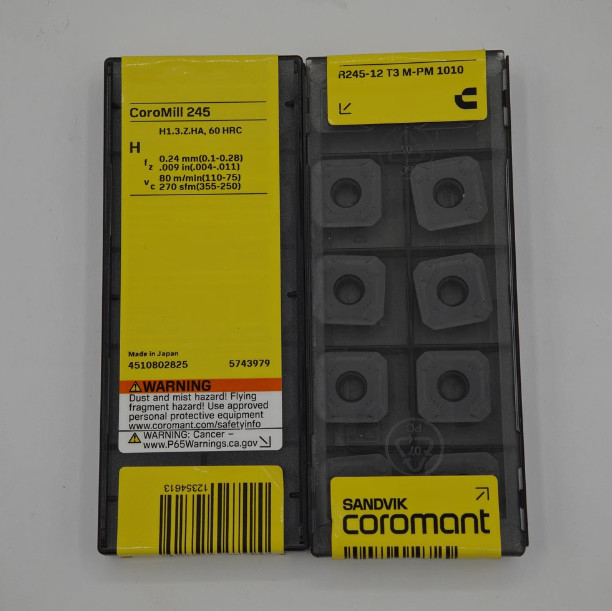 CoroMill 245
H1.3.Z.HA, 60 HRC
H
fz 0.24 mm(0.1-0.28)
.009 in(.004-.011)
vc 80 m/min(110-75)
270 sfm(355-250)
Made in Japan
4510802825 5743979
WARNING
Dust and mist hazard! Flying
fragment hazard! Use approved
personal protective equipment
www.coromant.com/safetyinfo
WARNING: Cancer –
www.P65Warnings.ca.gov
12354613
R245-12 T3 M-PM 1010
PC
SANDVIK
coromant